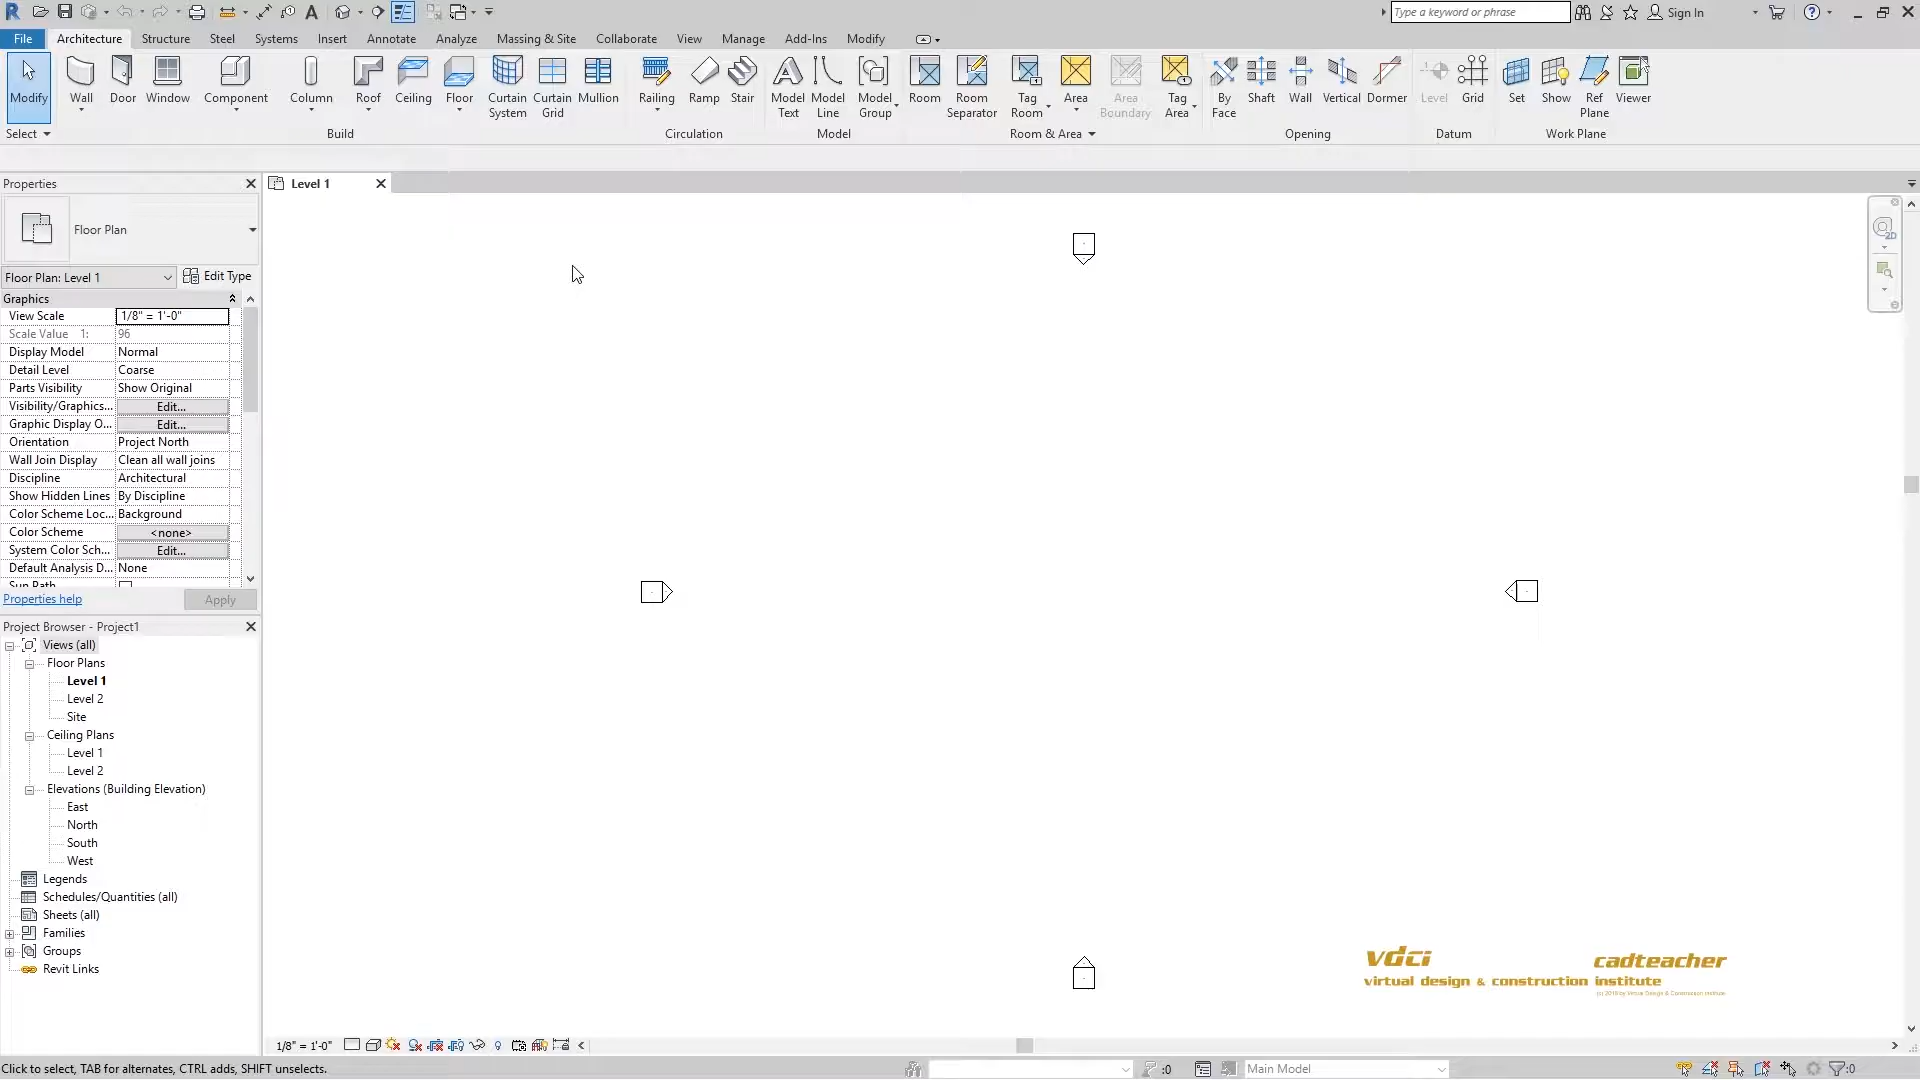 Type a keyword or phrase
Sign In
File Architecture Structure Steel Systems Insert Annotate Analyze Massing & Site Collaborate View Manage Add-Ins Modify
Modify Wall Door Window Component Column Roof Ceiling Floor Curtain System Curtain Grid Mullion Railing Ramp Stair Model Text Model Line Model Group Room Room Separator Tag Room Area Area Boundary Tag Area By Face Shaft Wall Vertical Dormer Level Grid Set Show Ref Plane Viewer
Select Build Circulation Model Room & Area Opening Datum Work Plane
Properties
Level 1
Floor Plan
Floor Plan: Level 1
Edit Type
Graphics
View Scale 1/8" = 1'-0"
Scale Value 1: 96
Display Model Normal
Detail Level Coarse
Parts Visibility Show Original
Visibility/Graphics... Edit...
Graphic Display O... Edit...
Orientation Project North
Wall Join Display Clean all wall joins
Discipline Architectural
Show Hidden Lines By Discipline
Color Scheme Loc... Background
Color Scheme <none>
System Color Sch... Edit...
Default Analysis D... None
Sun Path
Properties help
Apply
Project Browser - Project1
Views (all)
Floor Plans
Level 1
Level 2
Site
Ceiling Plans
Level 1
Level 2
Elevations (Building Elevation)
East
North
South
West
Legends
Schedules/Quantities (all)
Sheets (all)
Families
Groups
Revit Links
2D
vdci cadteacher
virtual design & construction institute
(c) 2019 by Virtual Design & Construction Institute
1/8" = 1'-0"
Click to select, TAB for alternates, CTRL adds, SHIFT unselects.
:0
Main Model
:0